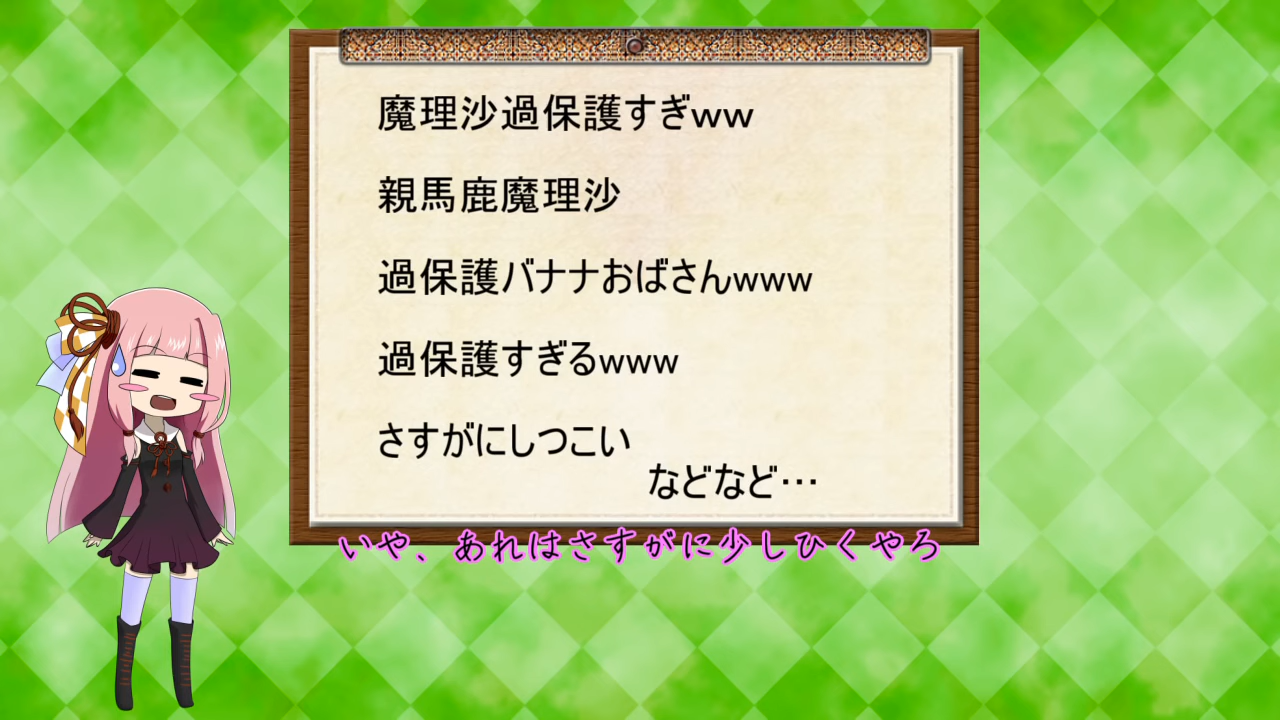 魔理沙過保護すぎww
親馬鹿魔理沙
過保護バナナおばさんwww
過保護すぎるwww
さすがにしつこい
などなど…
いや、あれはさすがに少しひくやろ